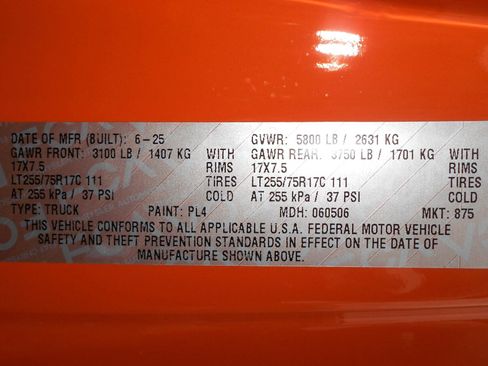 DATE OF MFR (BUILT): 6-25 GVWR: 5800 LB / 2631 KG
GAWR FRONT: 3100 LB / 1407 KG WITH GAWR REAR: 3750 LB / 1701 KG WITH
17X7.5 RIMS 17X7.5 RIMS
LT255/75R17C 111 TIRES LT255/75R17C 111 TIRES
AT 255 kPa / 37 PSI COLD AT 255 kPa / 37 PSI COLD
TYPE: TRUCK PAINT: PL4 MDH: 060506 MKT: 875
THIS VEHICLE CONFORMS TO ALL APPLICABLE U.S.A. FEDERAL MOTOR VEHICLE
SAFETY AND THEFT PREVENTION STANDARDS IN EFFECT ON THE DATE OF
MANUFACTURE SHOWN ABOVE.